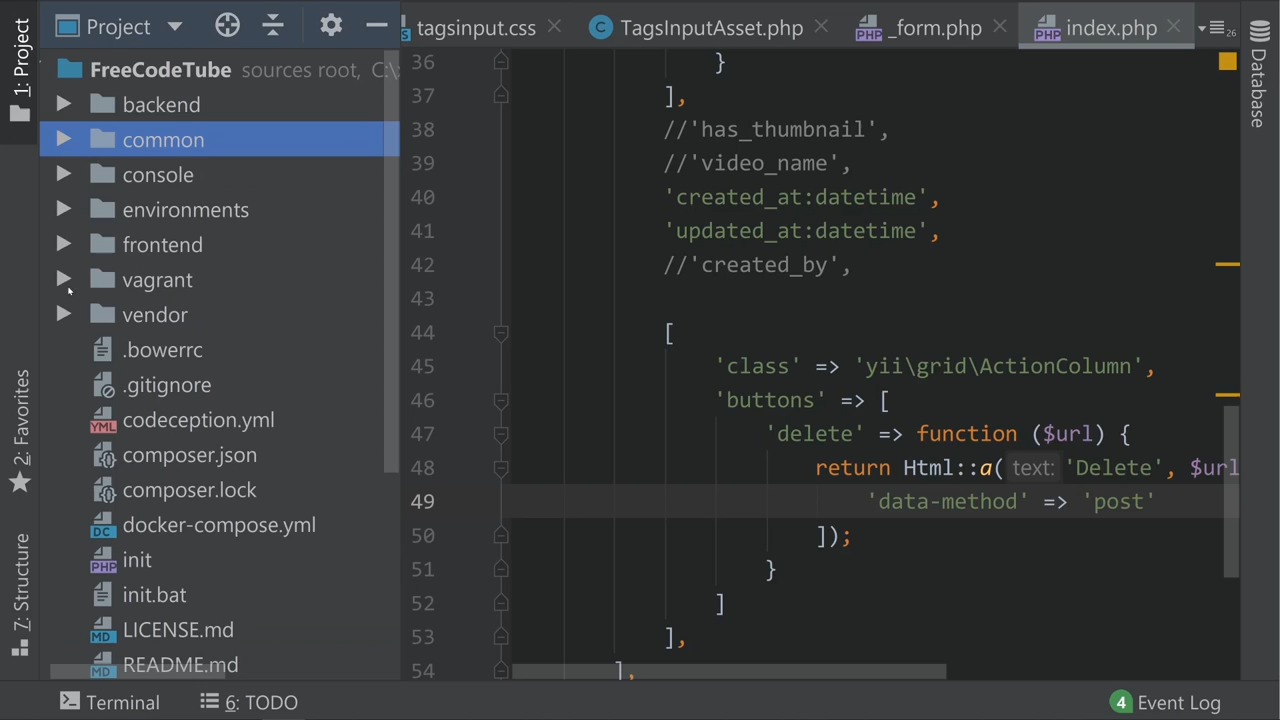 1: Project
2: Favorites
7: Structure
Project
FreeCodeTube sources root, C:\
backend
common
console
environments
frontend
vagrant
vendor
.bowerrc
.gitignore
codeception.yml
composer.json
composer.lock
docker-compose.yml
init
init.bat
LICENSE.md
README.md
tagsinput.css
TagsInputAsset.php
_form.php
index.php
26
Database
36 }
37 ],
38 //'has_thumbnail',
39 //'video_name',
40 'created_at:datetime',
41 'updated_at:datetime',
42 //'created_by',
43
44 [
45 'class' => 'yii\grid\ActionColumn',
46 'buttons' => [
47 'delete' => function ($url) {
48 return Html::a( text: 'Delete', $url
49 'data-method' => 'post'
50 ]);
51 }
52 ]
53 ],
54 ],
Terminal
6: TODO
4 Event Log